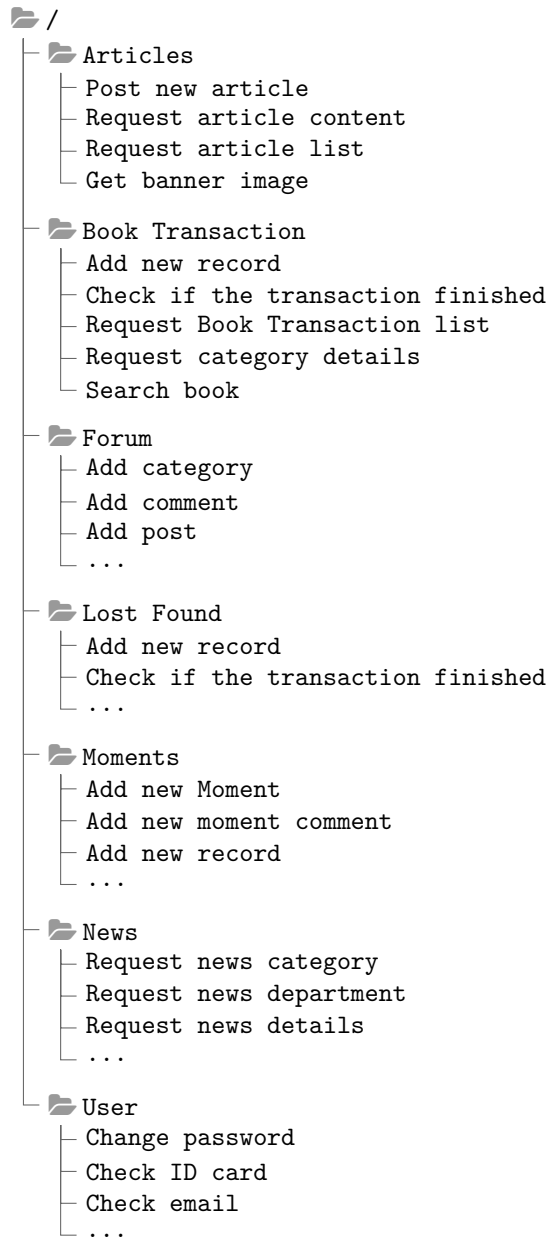 /
Articles
Post new article
Request article content
Request article list
Get banner image
Book Transaction
Add new record
Check if the transaction finished
Request Book Transaction list
Request category details
Search book
Forum
Add category
Add comment
Add post
...
Lost Found
Add new record
Check if the transaction finished
...
Moments
Add new Moment
Add new moment comment
Add new record
...
News
Request news category
Request news department
Request news details
...
User
Change password
Check ID card
Check email
...